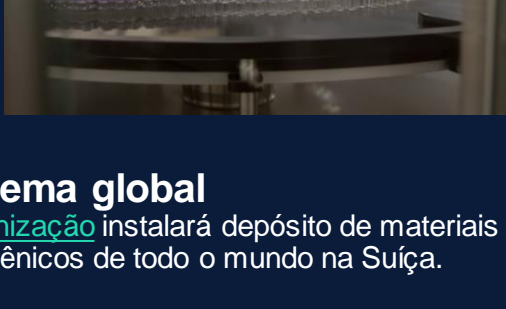 ema global
nização instalará depósito de materiais
ênicos de todo o mundo na Suíça.